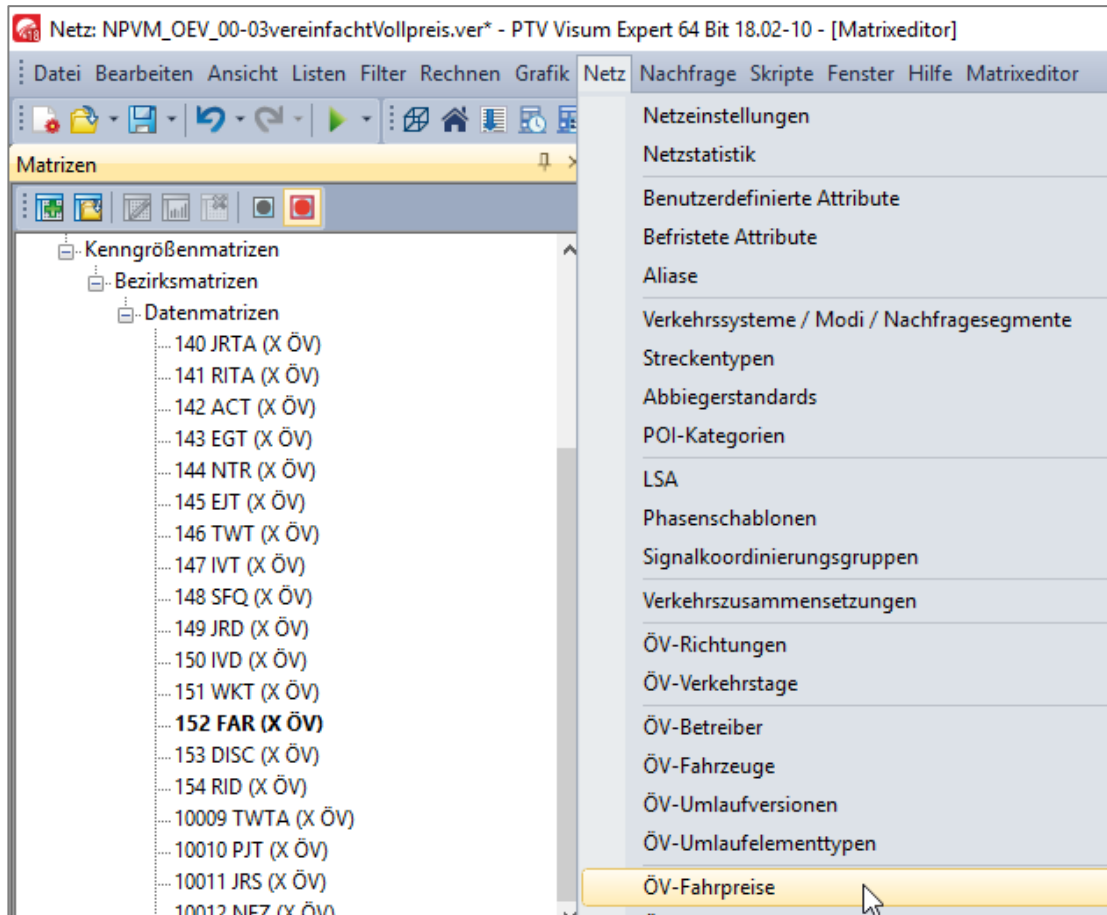 Netz: NPVM_OEV_00-03vereinfachtVollpreis.ver* - PTV Visum Expert 64 Bit 18.02-10 - [Matrixeditor]
Datei Bearbeiten Ansicht Listen Filter Rechnen Grafik Netz Nachfrage Skripte Fenster Hilfe Matrixeditor
Matrizen
Kenngrößenmatrizen
Bezirksmatrizen
Datenmatrizen
140 JRTA (X ÖV)
141 RITA (X ÖV)
142 ACT (X ÖV)
143 EGT (X ÖV)
144 NTR (X ÖV)
145 EJT (X ÖV)
146 TWT (X ÖV)
147 IVT (X ÖV)
148 SFQ (X ÖV)
149 JRD (X ÖV)
150 IVD (X ÖV)
151 WKT (X ÖV)
152 FAR (X ÖV)
153 DISC (X ÖV)
154 RID (X ÖV)
10009 TWTA (X ÖV)
10010 PJT (X ÖV)
10011 JRS (X ÖV)
10012 NFZ (X ÖV)
Netzeinstellungen
Netzstatistik
Benutzerdefinierte Attribute
Befristete Attribute
Aliase
Verkehrssysteme / Modi / Nachfragesegmente
Streckentypen
Abbiegerstandards
POI-Kategorien
LSA
Phasenschablonen
Signalkoordinierungsgruppen
Verkehrszusammensetzungen
ÖV-Richtungen
ÖV-Verkehrstage
ÖV-Betreiber
ÖV-Fahrzeuge
ÖV-Umlaufversionen
ÖV-Umlaufelementtypen
ÖV-Fahrpreise